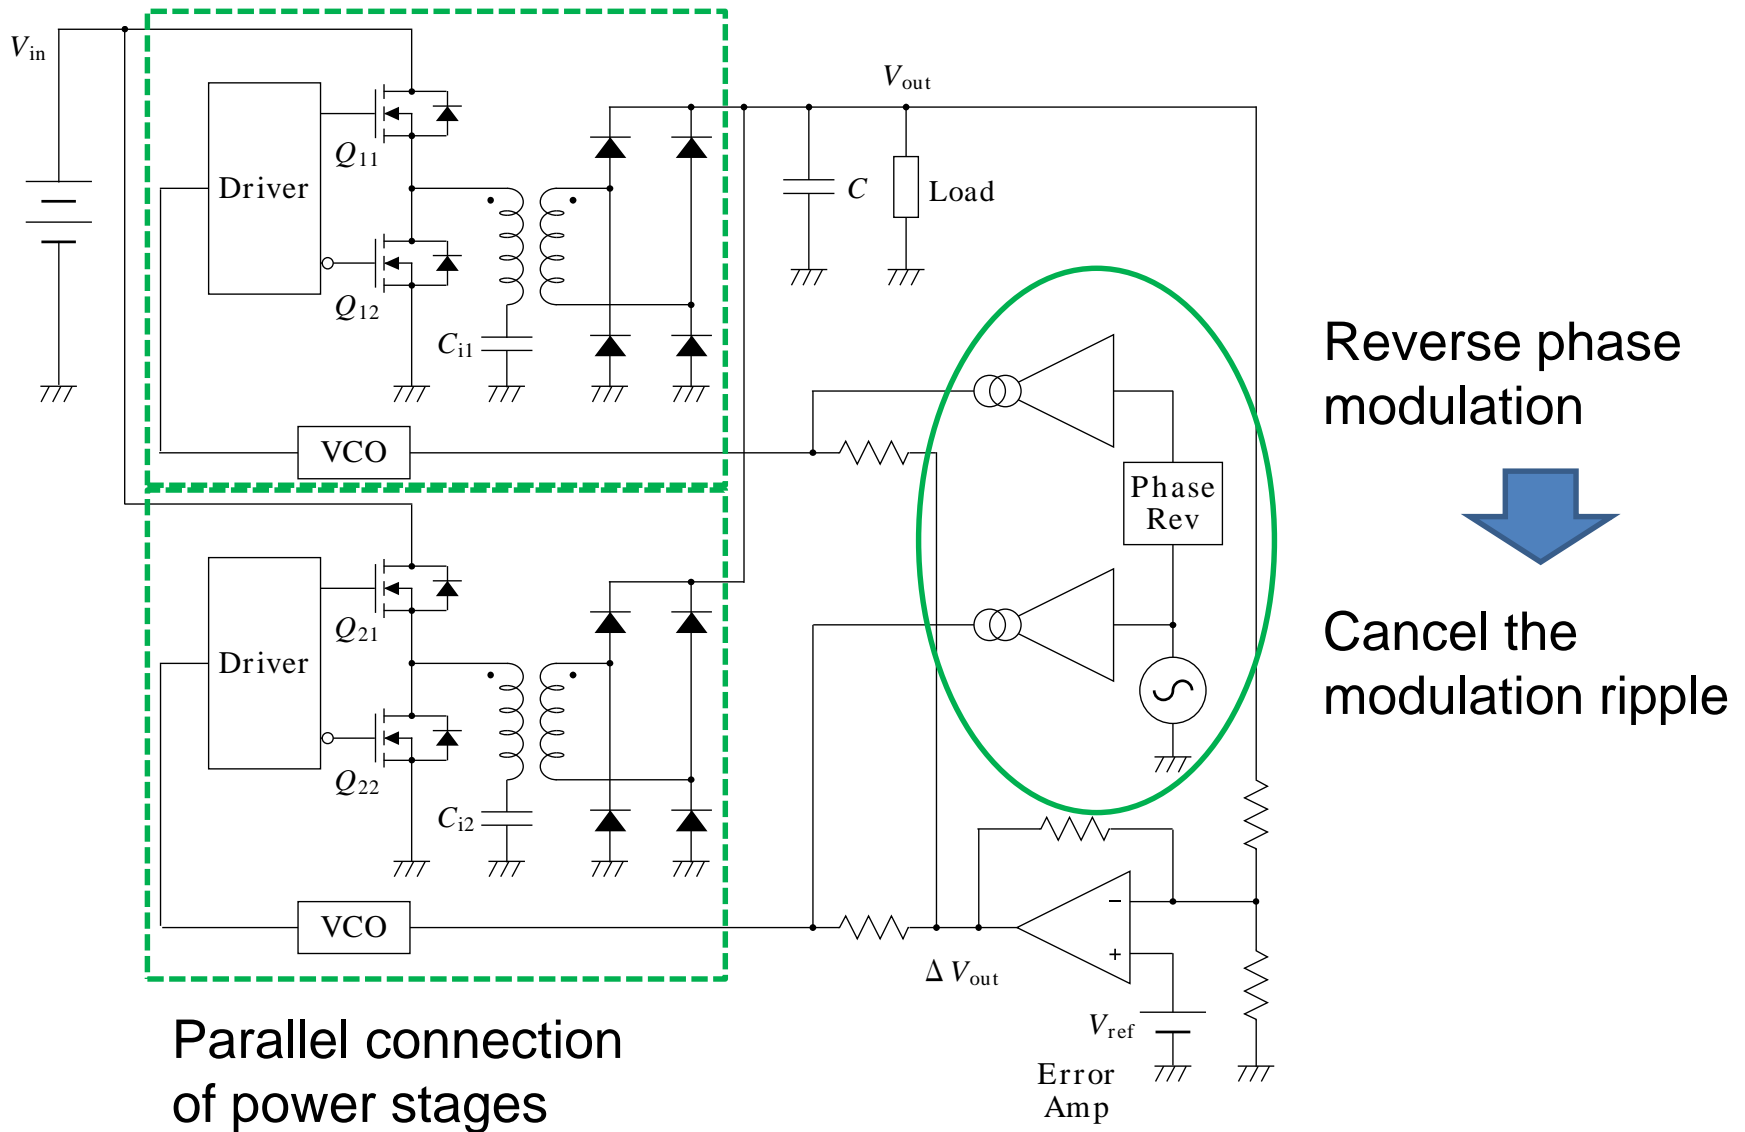 Vin
Vout
Q11
Driver
C
Load
Q12
Ci1
VCO
Phase
Rev
Reverse phase
modulation
Q21
Driver
Cancel the
modulation ripple
Q22
Ci2
VCO
−
+
Δ Vout
Vref
Error
Amp
Parallel connection
of power stages